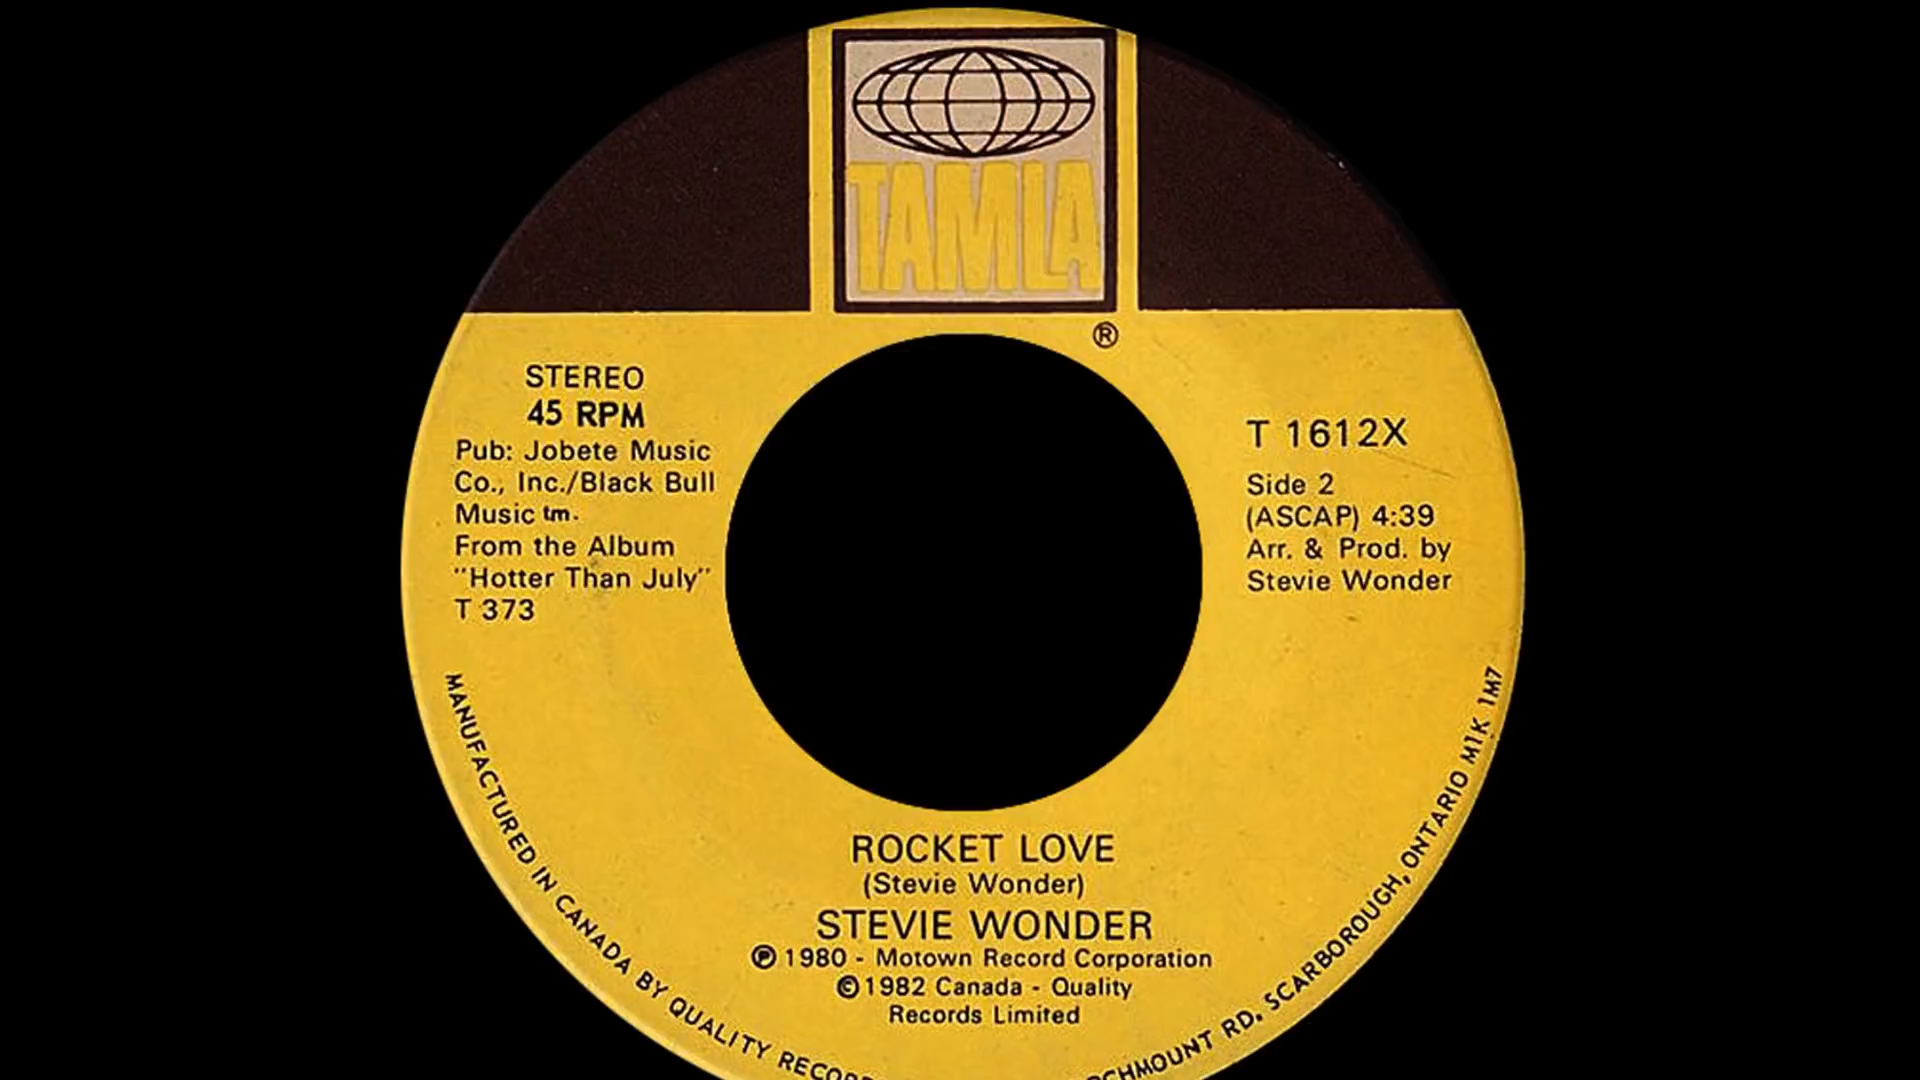 TAMLA
®
STEREO
45 RPM
Pub: Jobete Music
Co., Inc./Black Bull
Music tm.
From the Album
"Hotter Than July"
T 373
T 1612X
Side 2
(ASCAP) 4:39
Arr. & Prod. by
Stevie Wonder
ROCKET LOVE
(Stevie Wonder)
STEVIE WONDER
℗ 1980 - Motown Record Corporation
© 1982 Canada - Quality
Records Limited
MANUFACTURED IN CANADA BY QUALITY RD. SCARBOROUGH, ONTARIO M1K 1M7